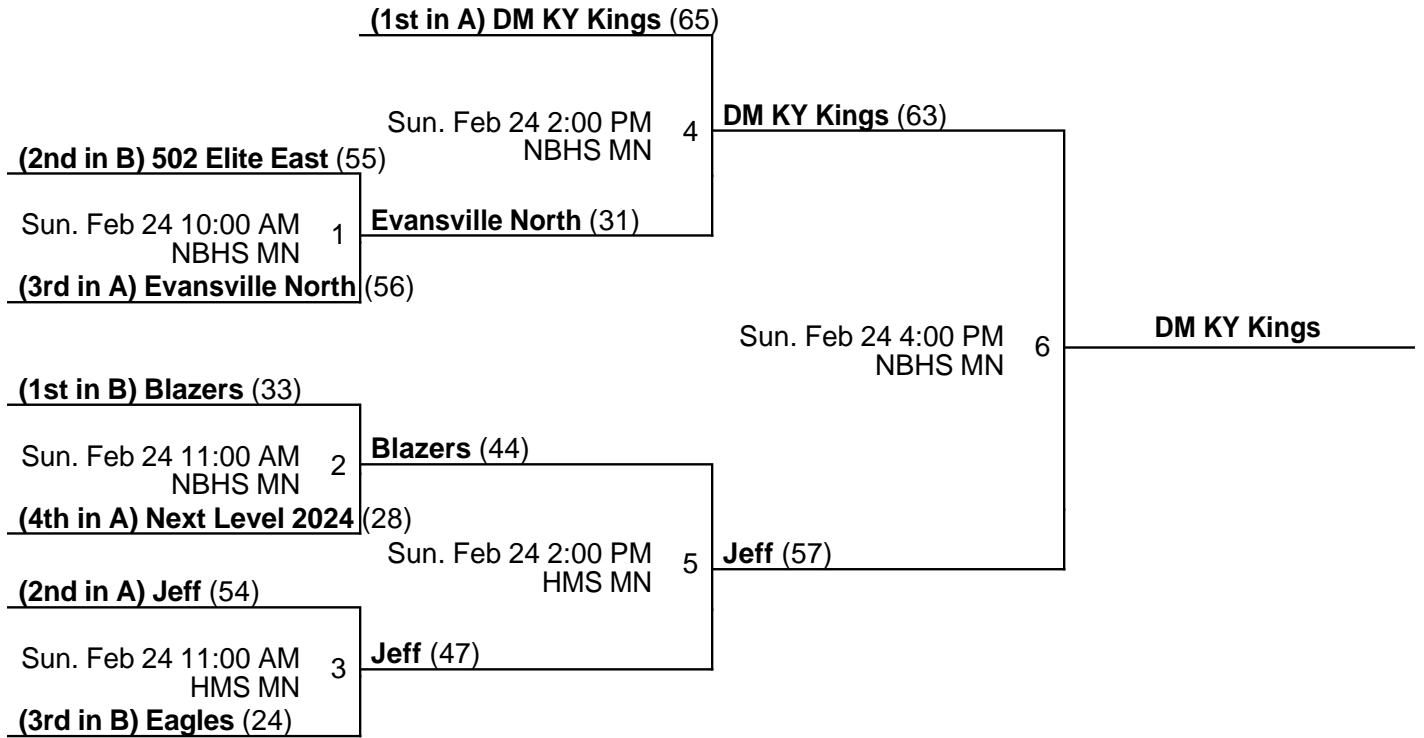 (1st in A) DM KY Kings (65)
Sun. Feb 24 2:00 PM
NBHS MN
4
DM KY Kings (63)
(2nd in B) 502 Elite East (55)
Sun. Feb 24 10:00 AM
NBHS MN
1
Evansville North (31)
(3rd in A) Evansville North (56)
Sun. Feb 24 4:00 PM
NBHS MN
6
DM KY Kings
(1st in B) Blazers (33)
Sun. Feb 24 11:00 AM
NBHS MN
2
Blazers (44)
(4th in A) Next Level 2024 (28)
Sun. Feb 24 2:00 PM
HMS MN
5
Jeff (57)
(2nd in A) Jeff (54)
Sun. Feb 24 11:00 AM
HMS MN
3
Jeff (47)
(3rd in B) Eagles (24)